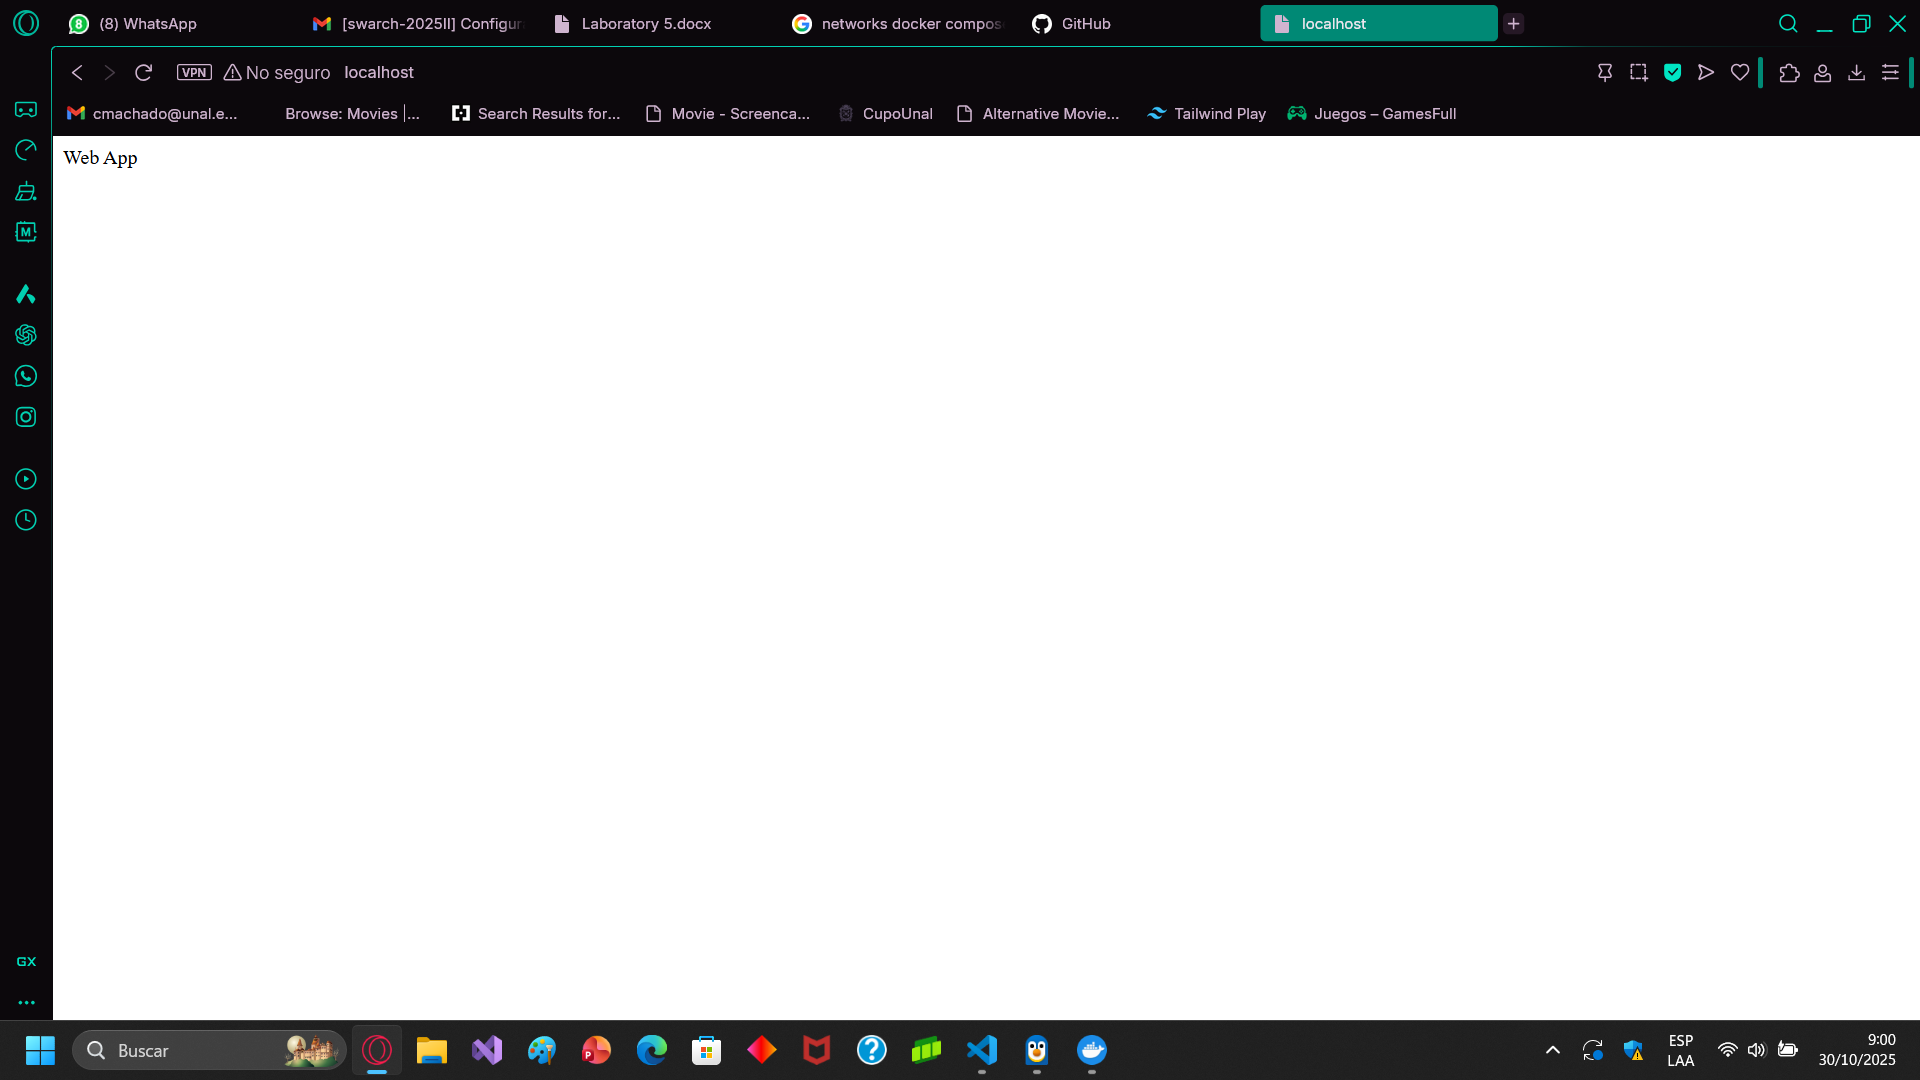 8 (8) WhatsApp
[swarch-2025II] Configur
Laboratory 5.docx
networks docker compos
GitHub
localhost
VPN No seguro localhost
cmachado@unal.e...
Browse: Movies |...
Search Results for...
Movie - Screenca...
CupoUnal
Alternative Movie...
Tailwind Play
Juegos – GamesFull
M
Web App
GX
Buscar
P
?
ESP
LAA
9:00
30/10/2025